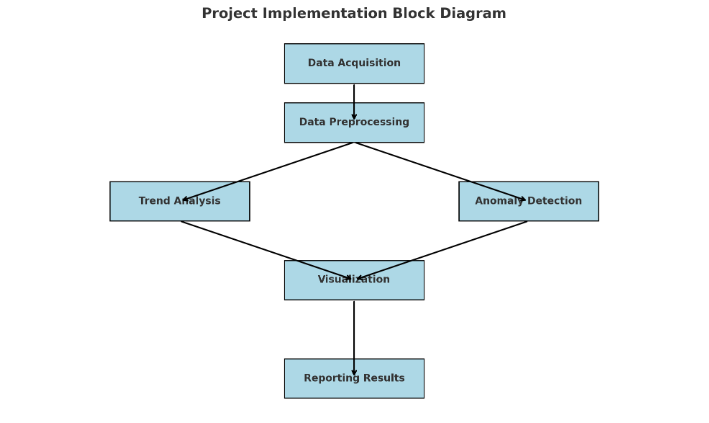 Project Implementation Block Diagram
Data Acquisition
Data Preprocessing
Trend Analysis
Anomaly Detection
Visualization
Reporting Results